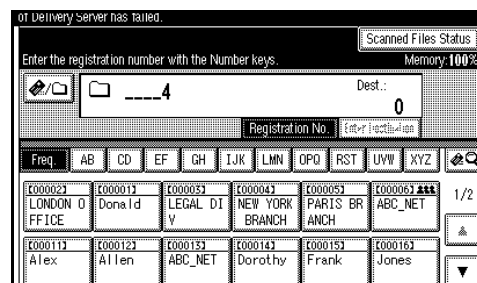 of Delivery Server has failed.
Scanned Files Status
Enter the registration number with the Number keys.
Memory:100%
____4
Dest.:
0
Registration No.
Freq. AB CD EF GH IJK LMN OPQ RST UVW XYZ
[00002] [00001] [00003] [00004] [00005] [00006]
LONDON O Donald LEGAL DI NEW YORK PARIS BR ABC_NET
FFICE V BRANCH ANCH
1/2
[00011] [00012] [00013] [00014] [00015] [00016]
Alex Allen ABC_NET Dorothy Frank Jones